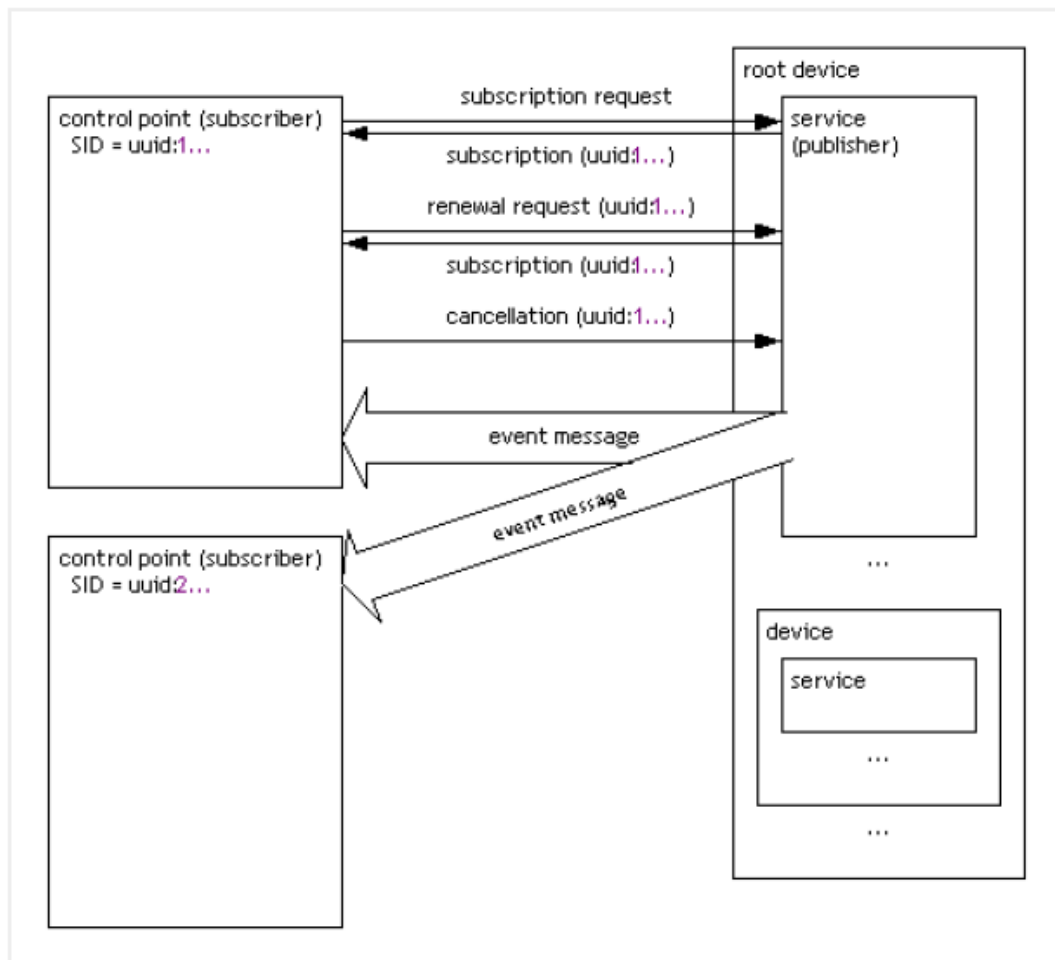 root device
subscription request
control point (subscriber)
SID = uuid:1...
service
(publisher)
subscription (uuid:1...)
renewal request (uuid:1...)
subscription (uuid:1...)
cancellation (uuid:1...)
event message
event message
control point (subscriber)
SID = uuid:2...
...
device
service
...
...